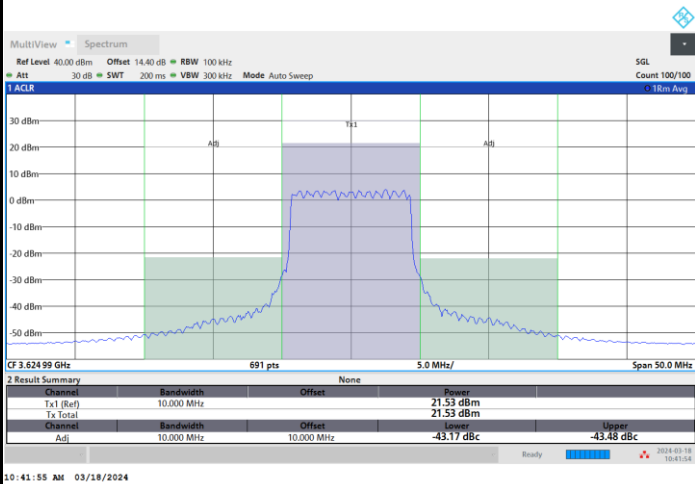 MultiView Spectrum
Ref Level 40.00 dBm Offset 14.40 dB RBW 100 kHz SGL
Att 30 dB SWT 200 ms VBW 300 kHz Mode Auto Sweep Count 100/100
1 ACLR 1Rm Avg
30 dBm
Tx1
20 dBm
Adj Adj
10 dBm
0 dBm
-10 dBm
-20 dBm
-30 dBm
-40 dBm
-50 dBm
CF 3.624 99 GHz 691 pts 5.0 MHz/ Span 50.0 MHz
2 Result Summary None
Channel Bandwidth Offset Power
Tx1 (Ref) 10.000 MHz 21.53 dBm
Tx Total 21.53 dBm
Channel Bandwidth Offset Lower Upper
Adj 10.000 MHz 10.000 MHz -43.17 dBc -43.48 dBc
Ready 2024-03-18
10:41:54
10:41:55 AM 03/18/2024